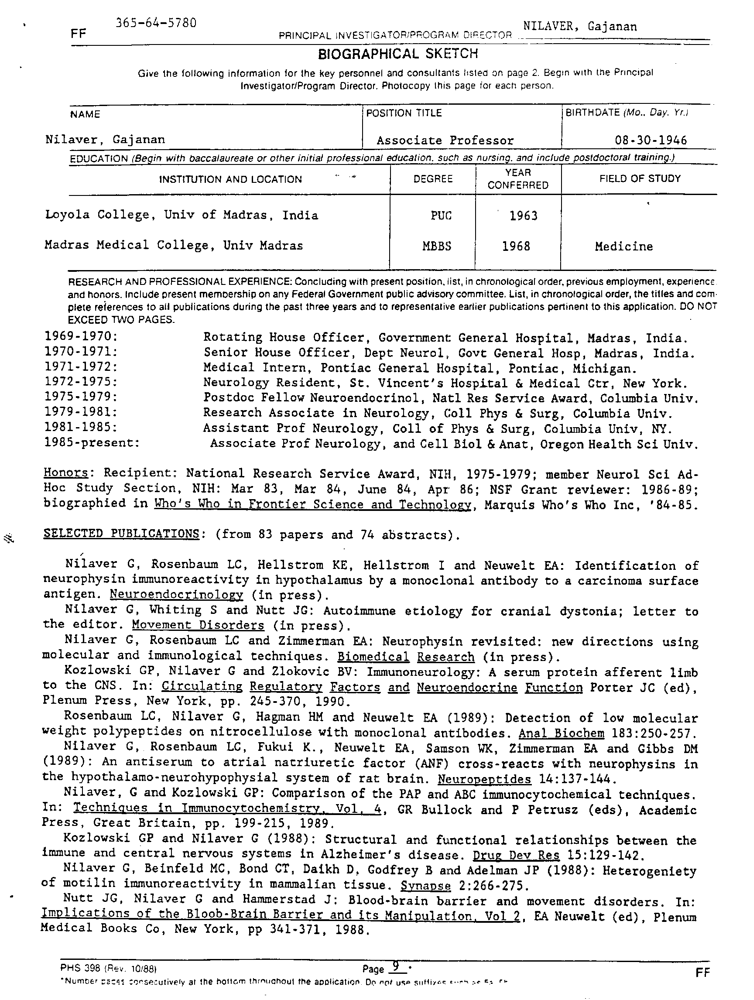 365-64-5780
FF
PRINCIPAL INVESTIGATOR/PROGRAM DIRECTOR NILAVER, Gajanan
BIOGRAPHICAL SKETCH
Give the following information for the key personnel and consultants listed on page 2. Begin with the Principal
Investigator/Program Director. Photocopy this page for each person.
NAME POSITION TITLE BIRTHDATE (Mo., Day, Yr.)
Nilaver, Gajanan Associate Professor 08-30-1946
EDUCATION (Begin with baccalaureate or other initial professional education, such as nursing, and include postdoctoral training.)
INSTITUTION AND LOCATION DEGREE YEAR CONFERRED FIELD OF STUDY
Loyola College, Univ of Madras, India PUC 1963
Madras Medical College, Univ Madras MBBS 1968 Medicine
RESEARCH AND PROFESSIONAL EXPERIENCE: Concluding with present position, list, in chronological order, previous employment, experience
and honors. Include present membership on any Federal Government public advisory committee. List, in chronological order, the titles and com-
plete references to all publications during the past three years and to representative earlier publications pertinent to this application. DO NOT
EXCEED TWO PAGES.
1969-1970: Rotating House Officer, Government General Hospital, Madras, India.
1970-1971: Senior House Officer, Dept Neurol, Govt General Hosp, Madras, India.
1971-1972: Medical Intern, Pontiac General Hospital, Pontiac, Michigan.
1972-1975: Neurology Resident, St. Vincent's Hospital & Medical Ctr, New York.
1975-1979: Postdoc Fellow Neuroendocrinol, Natl Res Service Award, Columbia Univ.
1979-1981: Research Associate in Neurology, Coll Phys & Surg, Columbia Univ.
1981-1985: Assistant Prof Neurology, Coll of Phys & Surg, Columbia Univ, NY.
1985-present: Associate Prof Neurology, and Cell Biol & Anat, Oregon Health Sci Univ.
Honors: Recipient: National Research Service Award, NIH, 1975-1979; member Neurol Sci Ad-
Hoc Study Section, NIH: Mar 83, Mar 84, June 84, Apr 86; NSF Grant reviewer: 1986-89;
biographied in Who's Who in Frontier Science and Technology, Marquis Who's Who Inc, '84-85.
SELECTED PUBLICATIONS: (from 83 papers and 74 abstracts).
Nilaver G, Rosenbaum LC, Hellstrom KE, Hellstrom I and Neuwelt EA: Identification of
neurophysin immunoreactivity in hypothalamus by a monoclonal antibody to a carcinoma surface
antigen. Neuroendocrinology (in press).
Nilaver G, Whiting S and Nutt JG: Autoimmune etiology for cranial dystonia; letter to
the editor. Movement Disorders (in press).
Nilaver G, Rosenbaum LC and Zimmerman EA: Neurophysin revisited: new directions using
molecular and immunological techniques. Biomedical Research (in press).
Kozlowski GP, Nilaver G and Zlokovic BV: Immunoneurology: A serum protein afferent limb
to the CNS. In: Circulating Regulatory Factors and Neuroendocrine Function Porter JC (ed),
Plenum Press, New York, pp. 245-370, 1990.
Rosenbaum LC, Nilaver G, Hagman HM and Neuwelt EA (1989): Detection of low molecular
weight polypeptides on nitrocellulose with monoclonal antibodies. Anal Biochem 183:250-257.
Nilaver G, Rosenbaum LC, Fukui K., Neuwelt EA, Samson WK, Zimmerman EA and Gibbs DM
(1989): An antiserum to atrial natriuretic factor (ANF) cross-reacts with neurophysins in
the hypothalamo-neurohypophysial system of rat brain. Neuropeptides 14:137-144.
Nilaver, G and Kozlowski GP: Comparison of the PAP and ABC immunocytochemical techniques.
In: Techniques in Immunocytochemistry, Vol. 4, GR Bullock and P Petrusz (eds), Academic
Press, Great Britain, pp. 199-215, 1989.
Kozlowski GP and Nilaver G (1988): Structural and functional relationships between the
immune and central nervous systems in Alzheimer's disease. Drug Dev Res 15:129-142.
Nilaver G, Beinfeld MC, Bond CT, Daikh D, Godfrey B and Adelman JP (1988): Heterogeniety
of motilin immunoreactivity in mammalian tissue. Synapse 2:266-275.
Nutt JG, Nilaver G and Hammerstad J: Blood-brain barrier and movement disorders. In:
Implications of the Bloob-Brain Barrier and its Manipulation, Vol 2, EA Neuwelt (ed), Plenum
Medical Books Co, New York, pp 341-371, 1988.
PHS 398 (Rev. 10/88) Page 9 * FF
*Number pages consecutively at the bottom throughout the application. Do not use suffixes such as